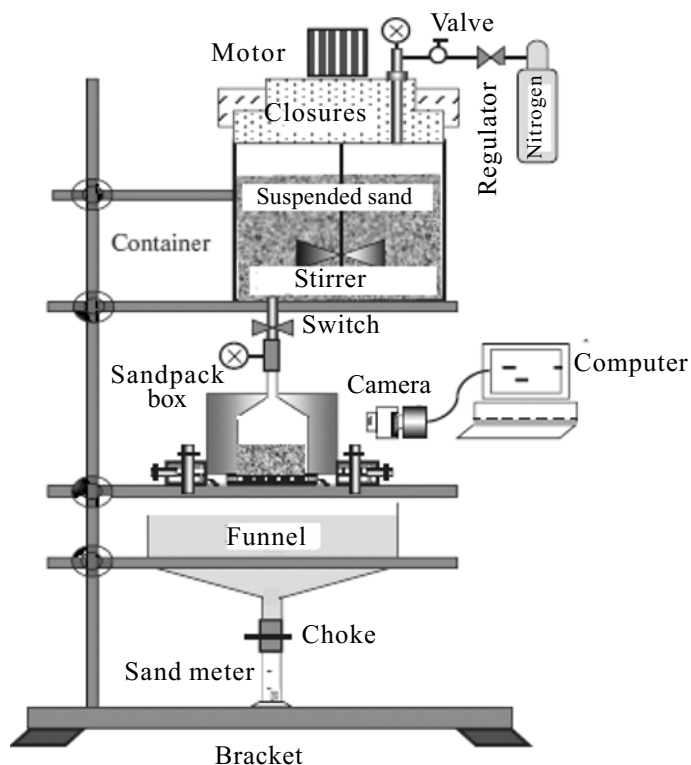 Valve
Motor
Closures
Regulator
Nitrogen
Suspended sand
Container
Stirrer
Switch
Sandpack
box
Camera
Computer
Funnel
Choke
Sand meter
Bracket